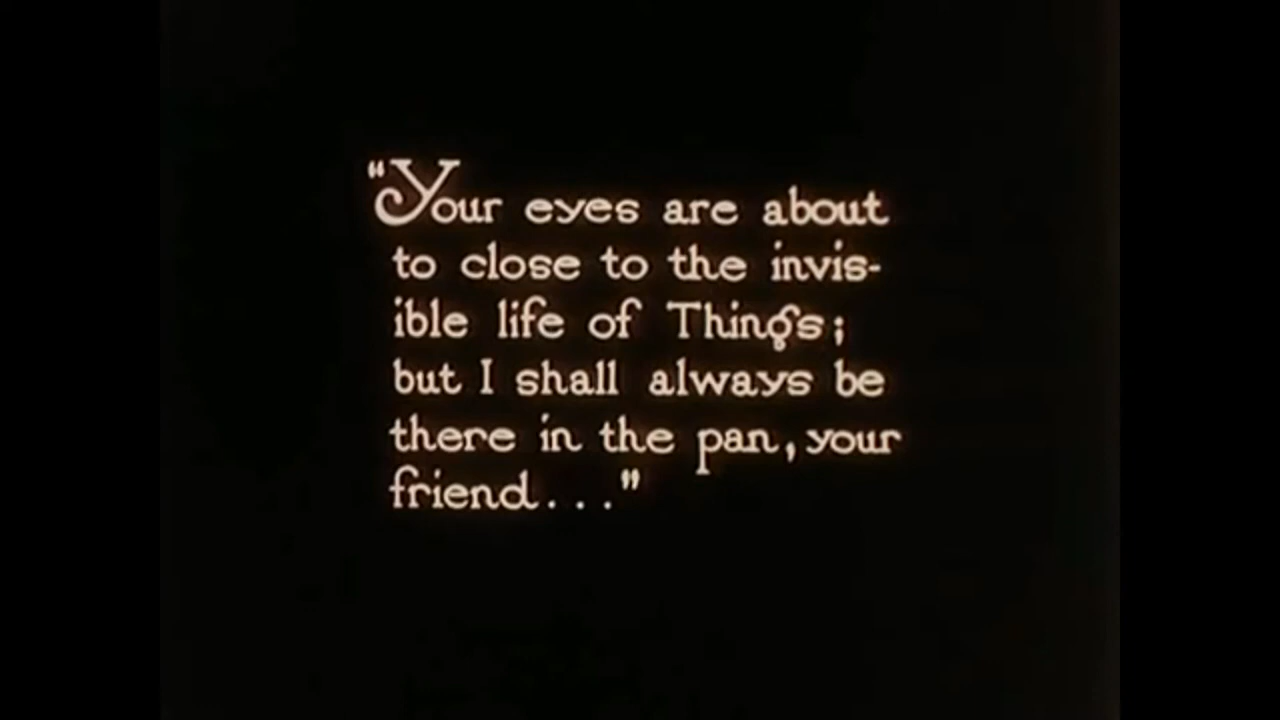 "Your eyes are about
to close to the invis-
ible life of Things;
but I shall always be
there in the pan, your
friend..."